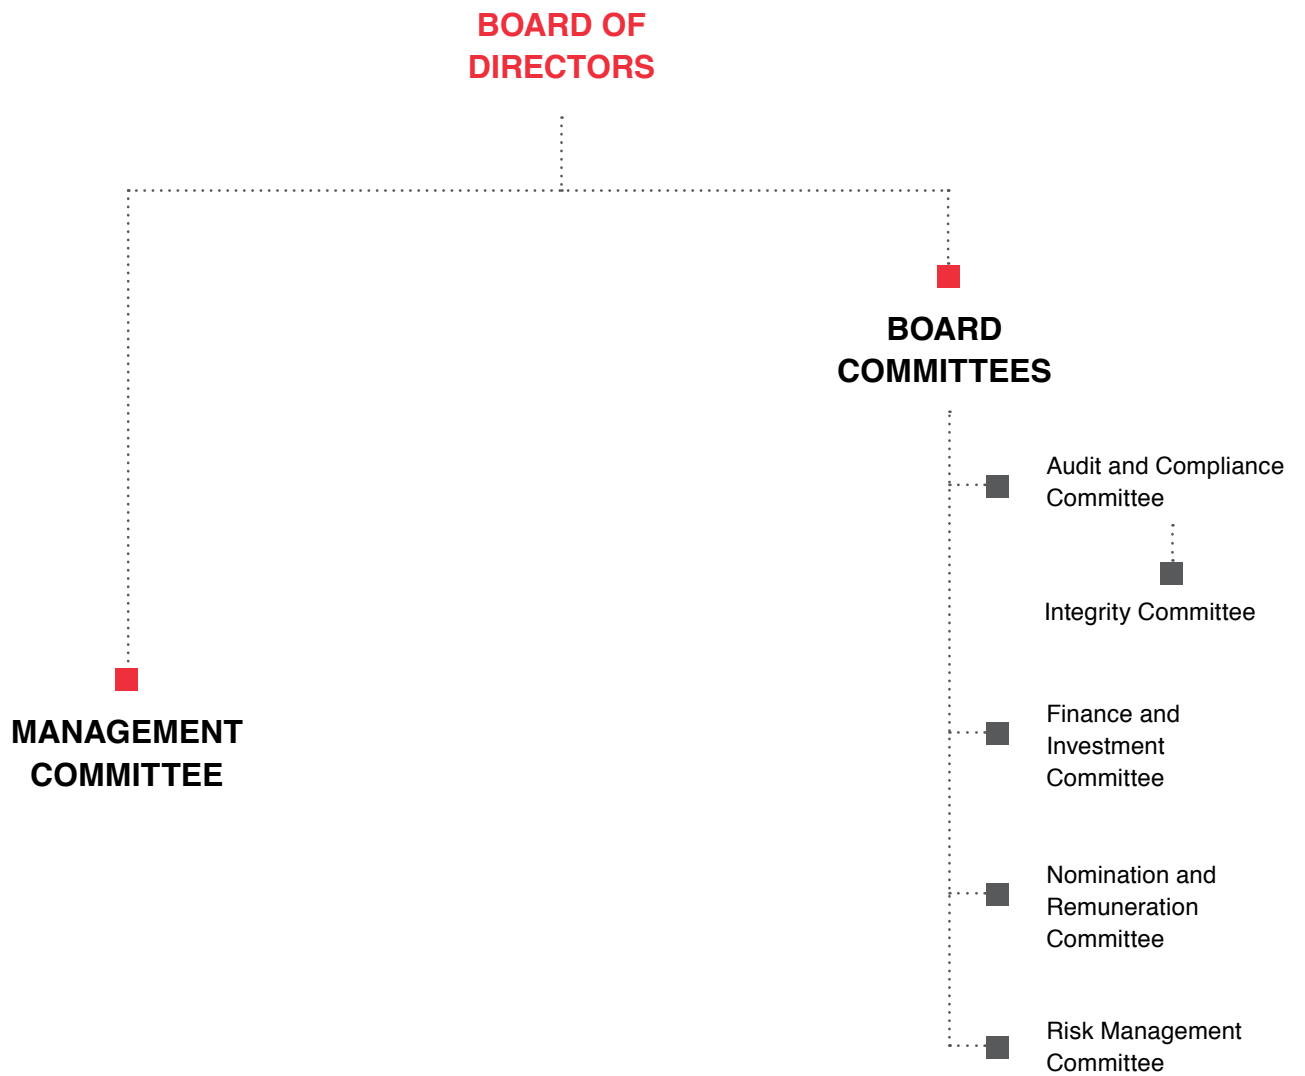 BOARD OF
DIRECTORS
BOARD
COMMITTEES
Audit and Compliance
Committee
Integrity Committee
MANAGEMENT
COMMITTEE
Finance and
Investment
Committee
Nomination and
Remuneration
Committee
Risk Management
Committee